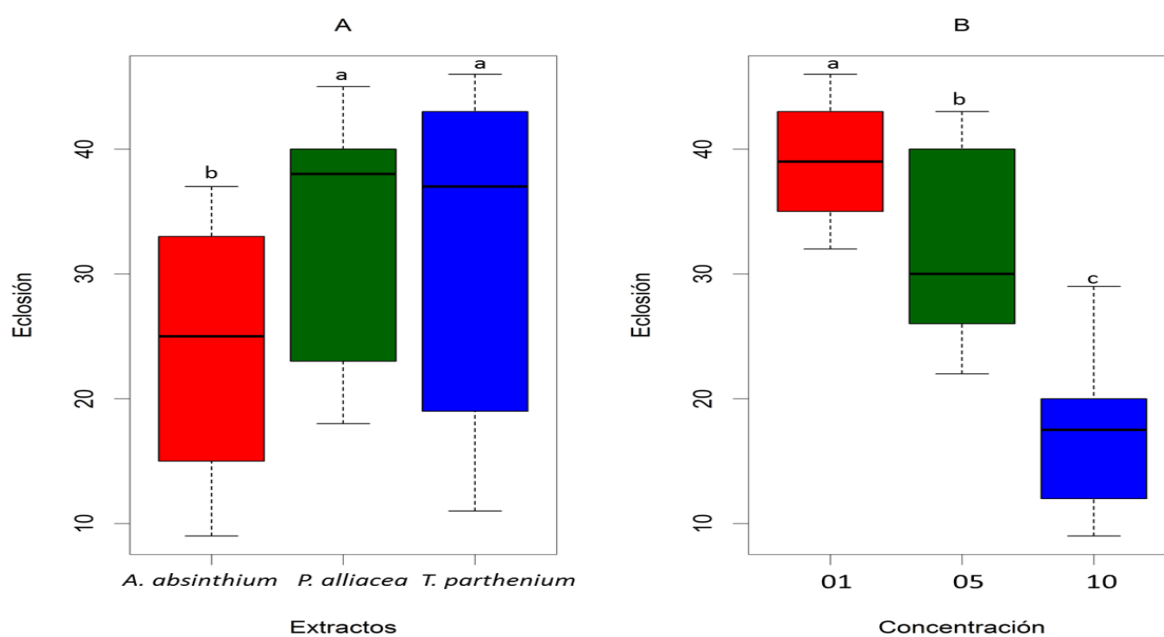 A
Eclosión
10
20
30
40
b
a
a
A. absinthium P. alliacea T. parthenium
Extractos
B
Eclosión
10
20
30
40
a
b
c
01 05 10
Concentración